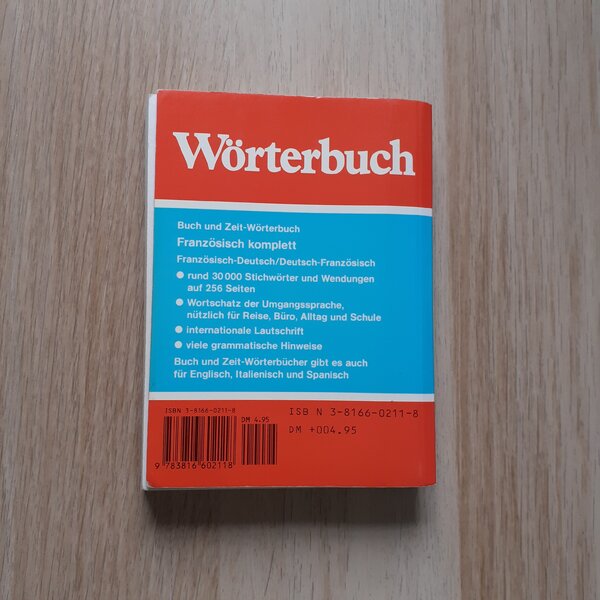 Wörterbuch
Buch und Zeit-Wörterbuch
Französisch komplett
Französisch-Deutsch/Deutsch-Französisch
● rund 30 000 Stichwörter und Wendungen
auf 256 Seiten
● Wortschatz der Umgangssprache,
nützlich für Reise, Büro, Alltag und Schule
● internationale Lautschrift
● viele grammatische Hinweise
Buch und Zeit-Wörterbücher gibt es auch
für Englisch, Italienisch und Spanisch
ISBN 3-8166-0211-8
DM 4.95
9 783816 602118
ISB N 3-8166-0211-8
DM +004.95